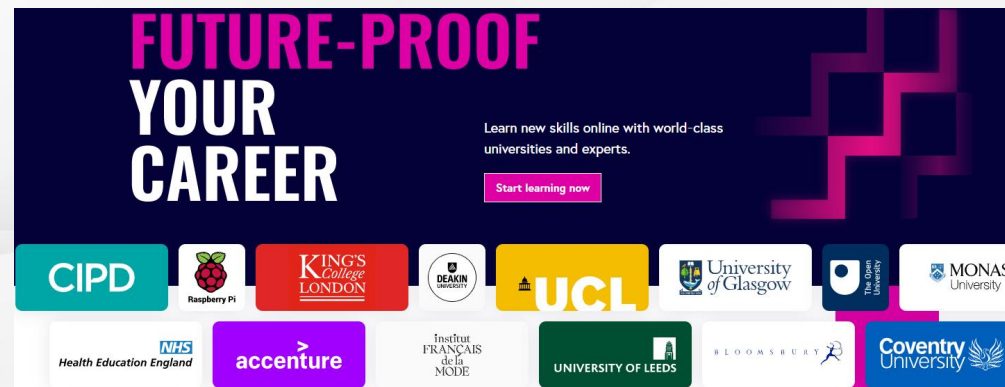 FUTURE-PROOF
YOUR
CAREER
Learn new skills online with world-class
universities and experts.
Start learning now
CIPD
Raspberry Pi
KING'S
College
LONDON
DEAKIN
UNIVERSITY
UCL
University
of Glasgow
The Open
University
MONAS
University
NHS
Health Education England
accenture
institut
FRANÇAIS
de la
MODE
UNIVERSITY OF LEEDS
BLOOMSBURY
Coventry
University